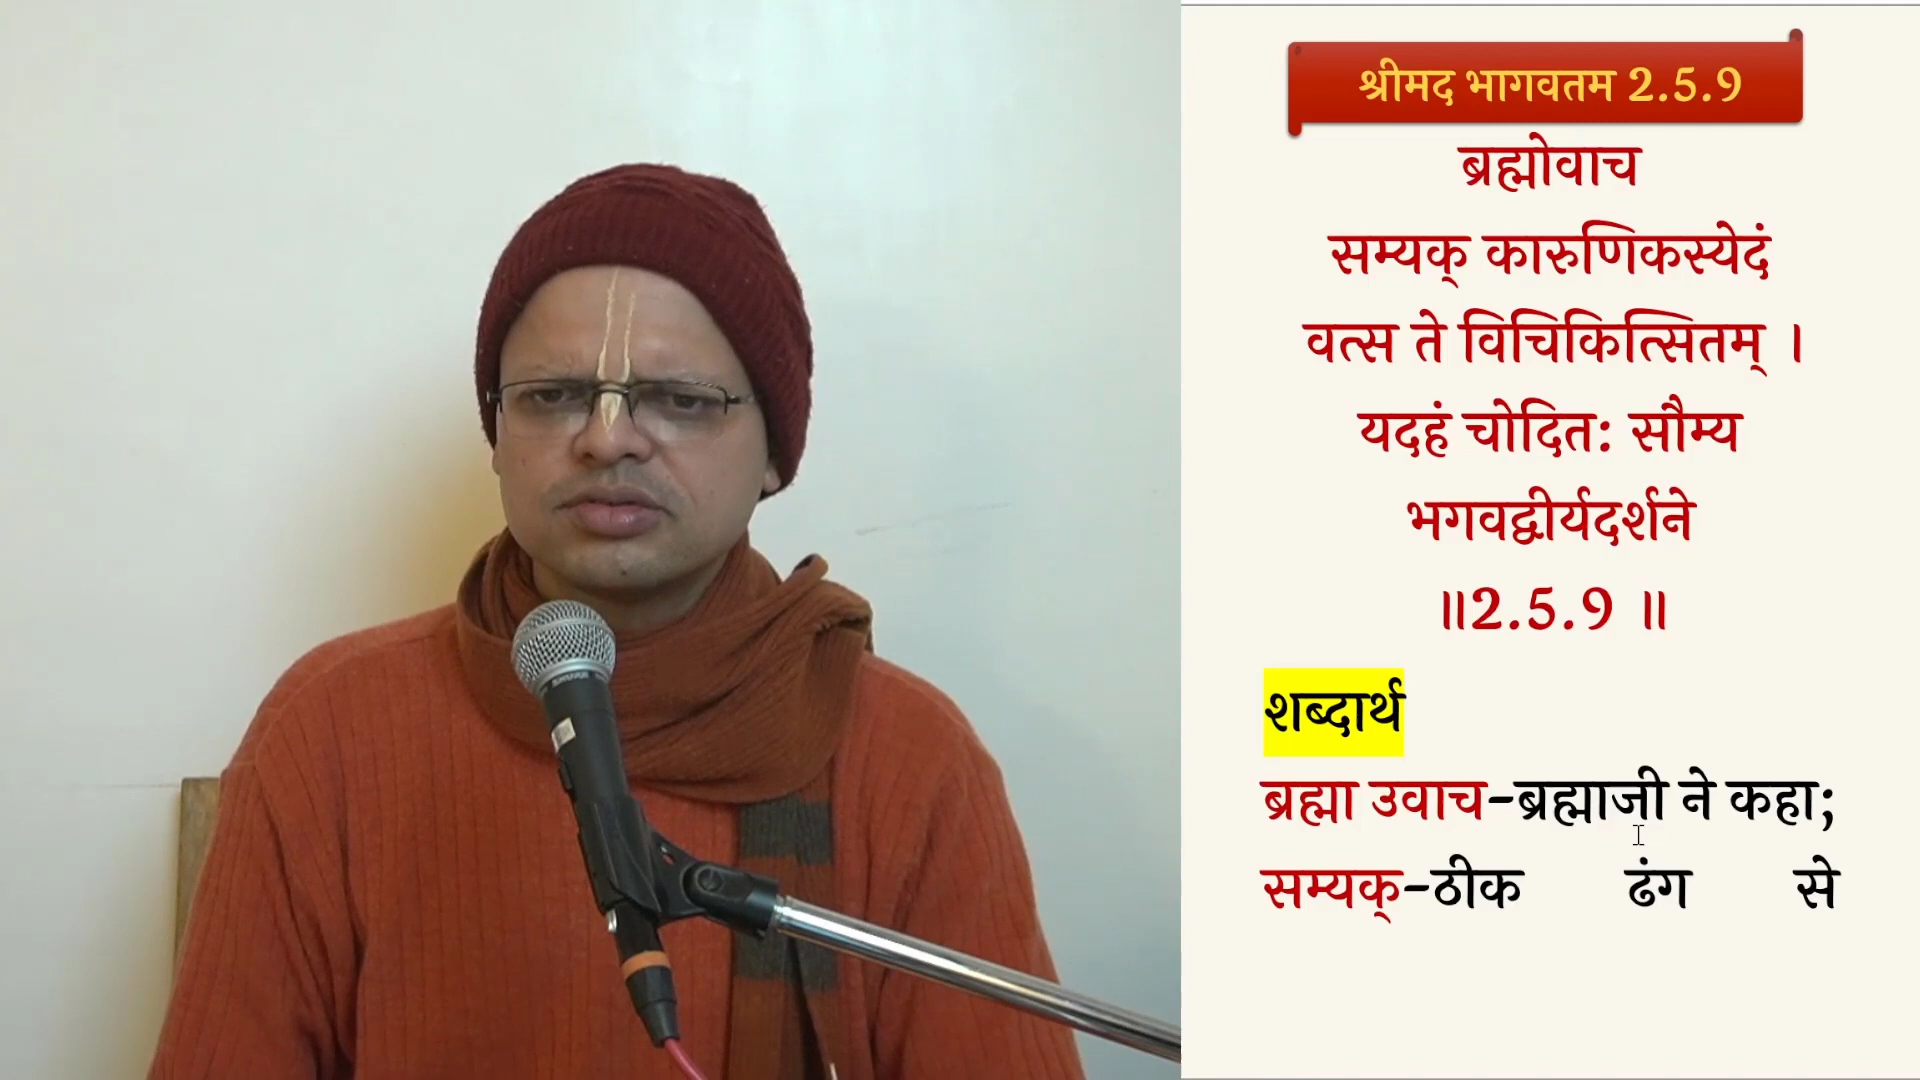 श्रीमद भागवतम 2.5.9
ब्रह्मोवाच
सम्यक् कारुणिकस्येदं
वत्स ते विचिकित्सितम् ।
यदहं चोदितः सौम्य
भगवद्वीर्यदर्शने
॥2.5.9 ॥
शब्दार्थ
ब्रह्मा उवाच-ब्रह्माजी ने कहा;
सम्यक्-ठीक ढंग से
SHURE